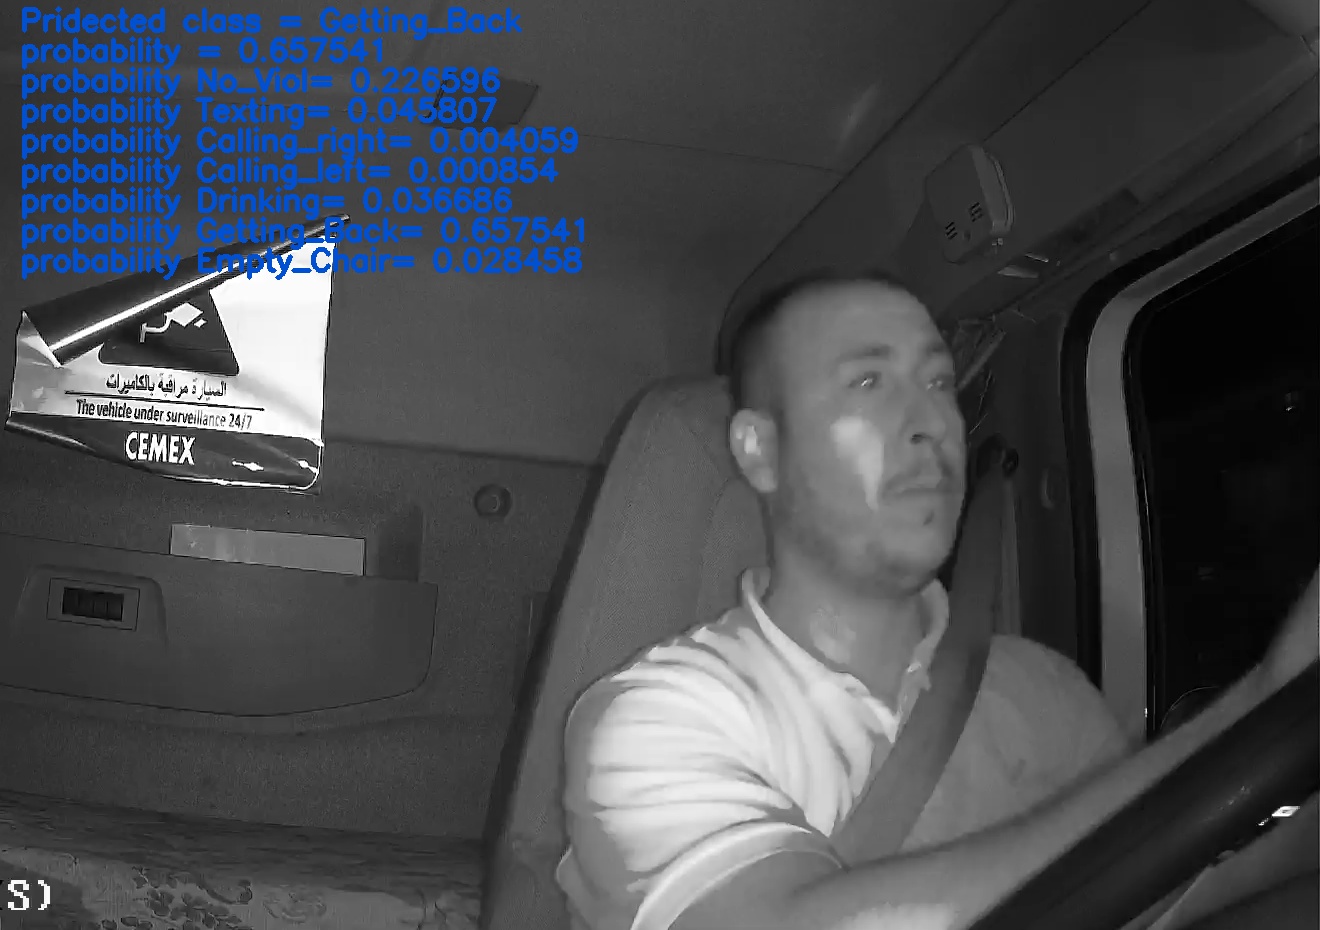 Pridected class = Getting_Back
probability = 0.657541
probability No_Viol= 0.226596
probability Texting= 0.045807
probability Calling_right= 0.004059
probability Calling_left= 0.000854
probability Drinking= 0.036686
probability Getting_Back= 0.657541
probability Empty_Chair= 0.028458
السيارة مراقبة بالكاميرات
The vehicle under surveillance 24/7
CEMEX
S)